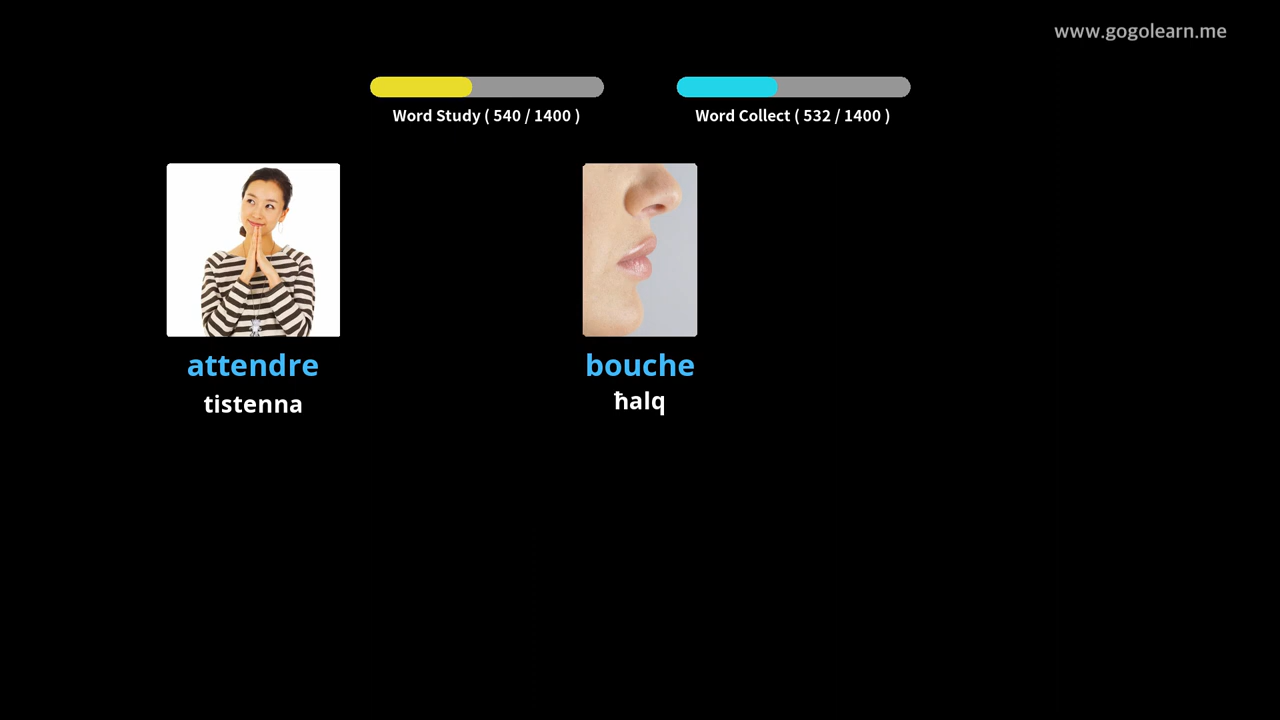 www.gogolearn.me
Word Study ( 540 / 1400 )
Word Collect ( 532 / 1400 )
attendre
tistenna
bouche
ħalq